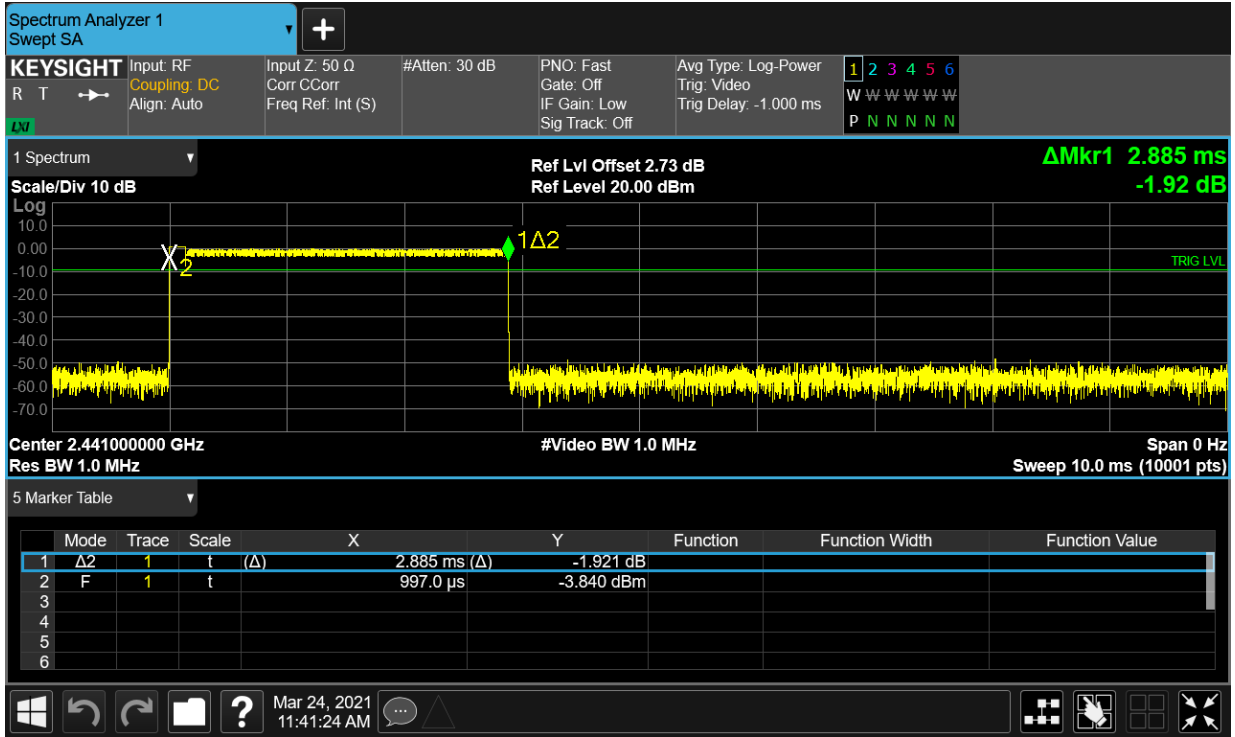 Spectrum Analyzer 1
Swept SA
KEYSIGHT
R T
LXI
Input: RF
Coupling: DC
Align: Auto
Input Z: 50 Ω
Corr CCorr
Freq Ref: Int (S)
#Atten: 30 dB
PNO: Fast
Gate: Off
IF Gain: Low
Sig Track: Off
Avg Type: Log-Power
Trig: Video
Trig Delay: -1.000 ms
1 2 3 4 5 6
W W W W W W
P N N N N N
1 Spectrum
Scale/Div 10 dB
Ref Lvl Offset 2.73 dB
Ref Level 20.00 dBm
ΔMkr1 2.885 ms
-1.92 dB
Log
10.0
0.00
-10.0
-20.0
-30.0
-40.0
-50.0
-60.0
-70.0
X
2
1Δ2
TRIG LVL
Center 2.441000000 GHz
#Video BW 1.0 MHz
Span 0 Hz
Res BW 1.0 MHz
Sweep 10.0 ms (10001 pts)
5 Marker Table
Mode Trace Scale X Y Function Function Width Function Value
1 Δ2 1 t (Δ) 2.885 ms (Δ) -1.921 dB
2 F 1 t 997.0 µs -3.840 dBm
3
4
5
6
?
Mar 24, 2021
11:41:24 AM